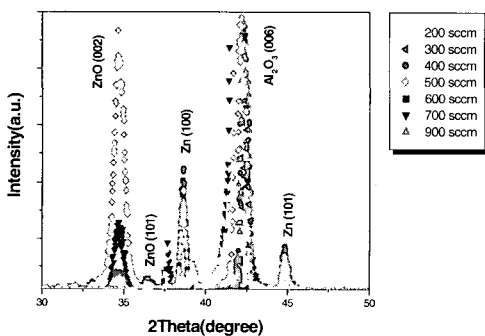 ZnO (002)
ZnO (101)
Zn (100)
Al2O3 (006)
Zn (101)
Intensity(a.u.)
30 35 40 45 50
2Theta(degree)
200 sccm
300 sccm
400 sccm
500 sccm
600 sccm
700 sccm
900 sccm